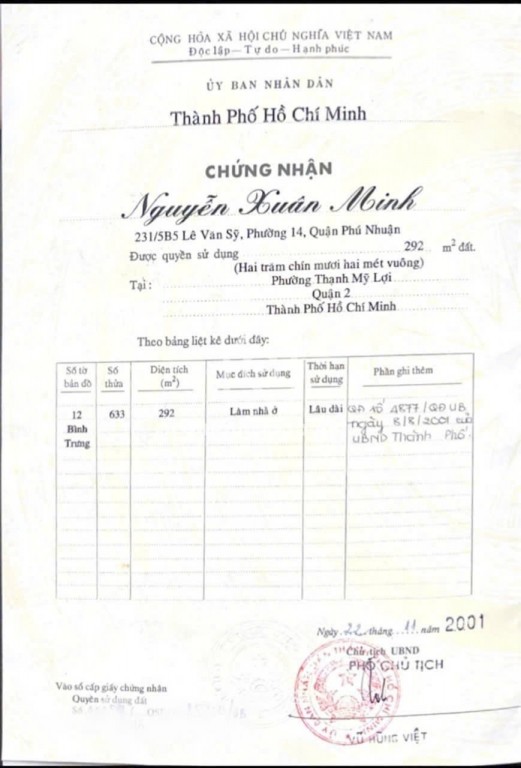 CỘNG HÒA XÃ HỘI CHỦ NGHĨA VIỆT NAM
Độc lập – Tự do – Hạnh phúc
ỦY BAN NHÂN DÂN
Thành Phố Hồ Chí Minh
CHỨNG NHẬN
Nguyễn Xuân Minh
231/5B5 Lê Văn Sỹ, Phường 14, Quận Phú Nhuận
Được quyền sử dụng 292 m² đất.
(Hai trăm chín mươi hai mét vuông)
Tại: Phường Thạnh Mỹ Lợi
Quận 2
Thành Phố Hồ Chí Minh
Theo bảng liệt kê dưới đây:
Số tờ bản đồ Số thửa Diện tích (m²) Mục đích sử dụng Thời hạn sử dụng Phần ghi thêm
12 633 292 Làm nhà ở Lâu dài QĐ số 4877/QĐ UB
Bình ngày 8/8/2001 của
Trưng UBND Thành Phố.
Ngày 22 tháng 11 năm 2001
Chủ tịch UBND
PHÓ CHỦ TỊCH
Vào sổ cấp giấy chứng nhận
Quyền sử dụng đất
VŨ HÙNG VIỆT